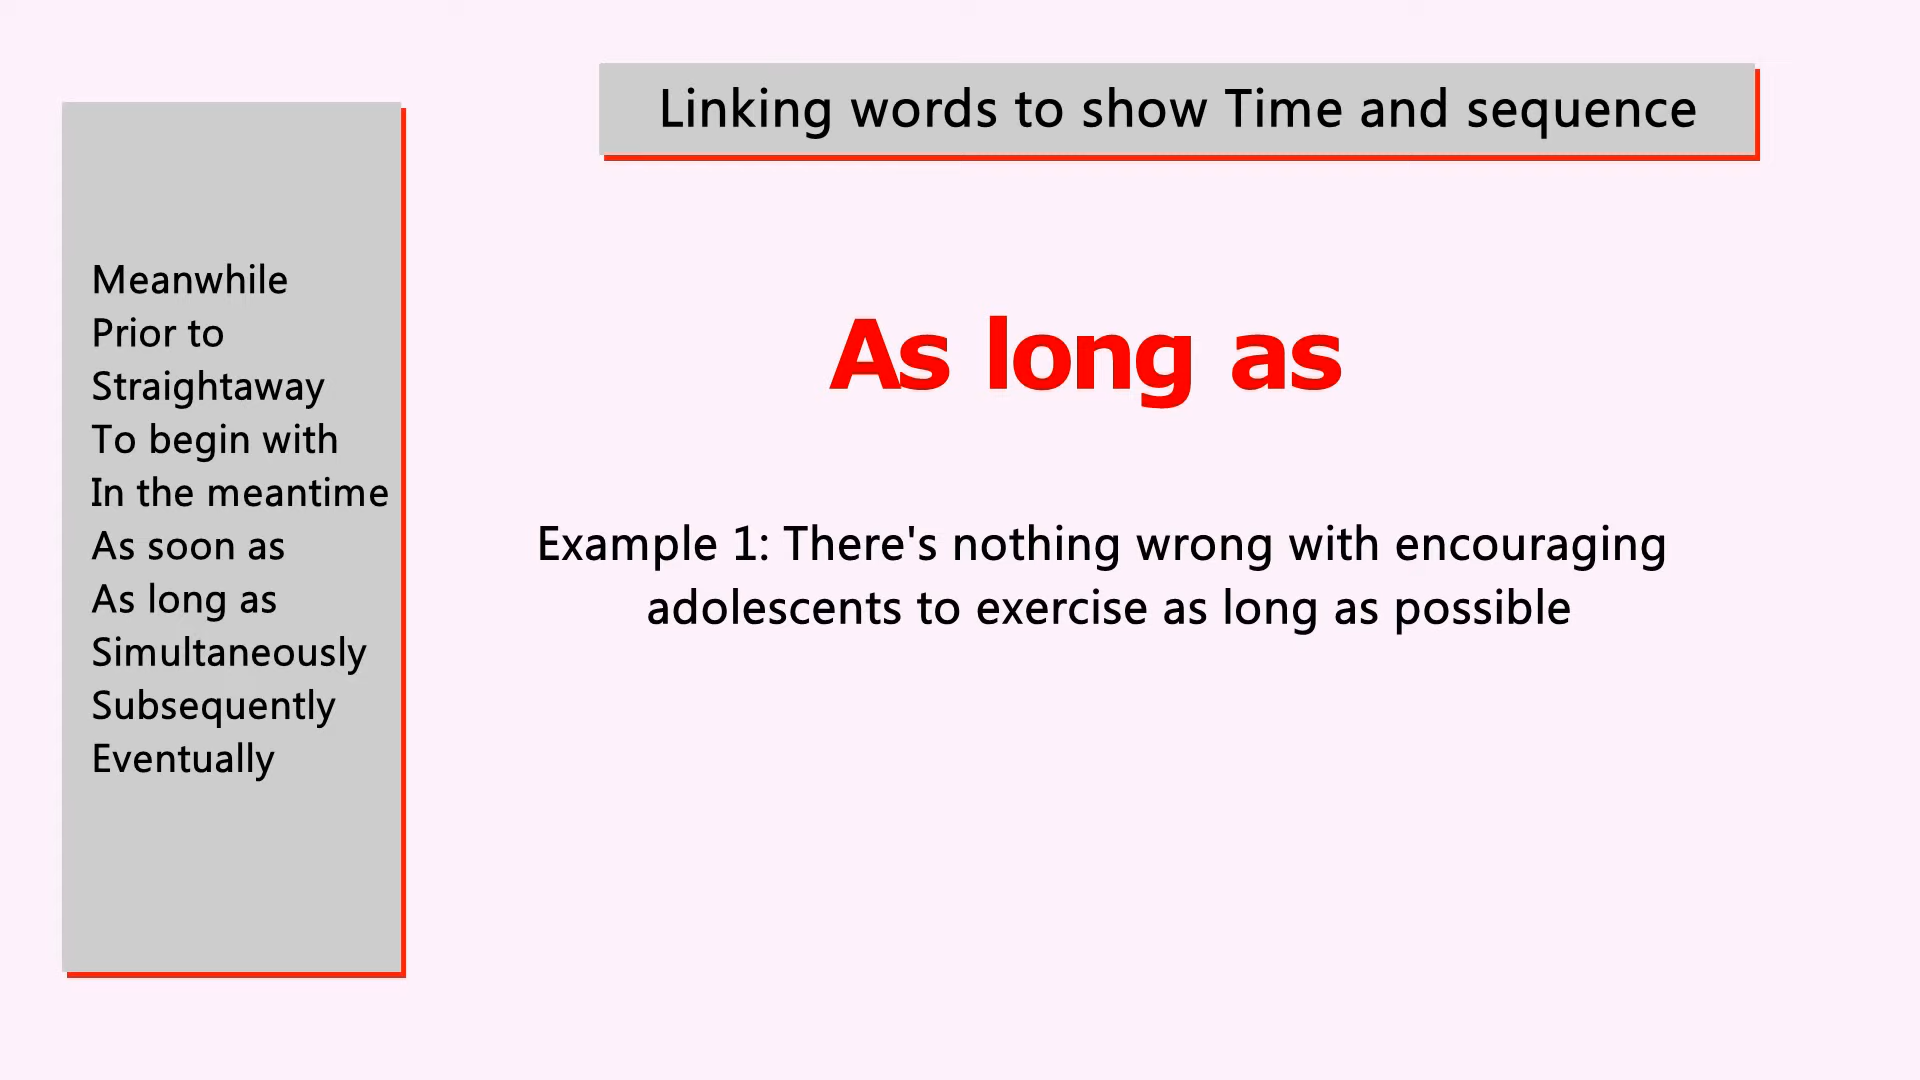 Linking words to show Time and sequence
Meanwhile
Prior to
Straightaway
To begin with
In the meantime
As soon as
As long as
Simultaneously
Subsequently
Eventually
As long as
Example 1: There's nothing wrong with encouraging
adolescents to exercise as long as possible